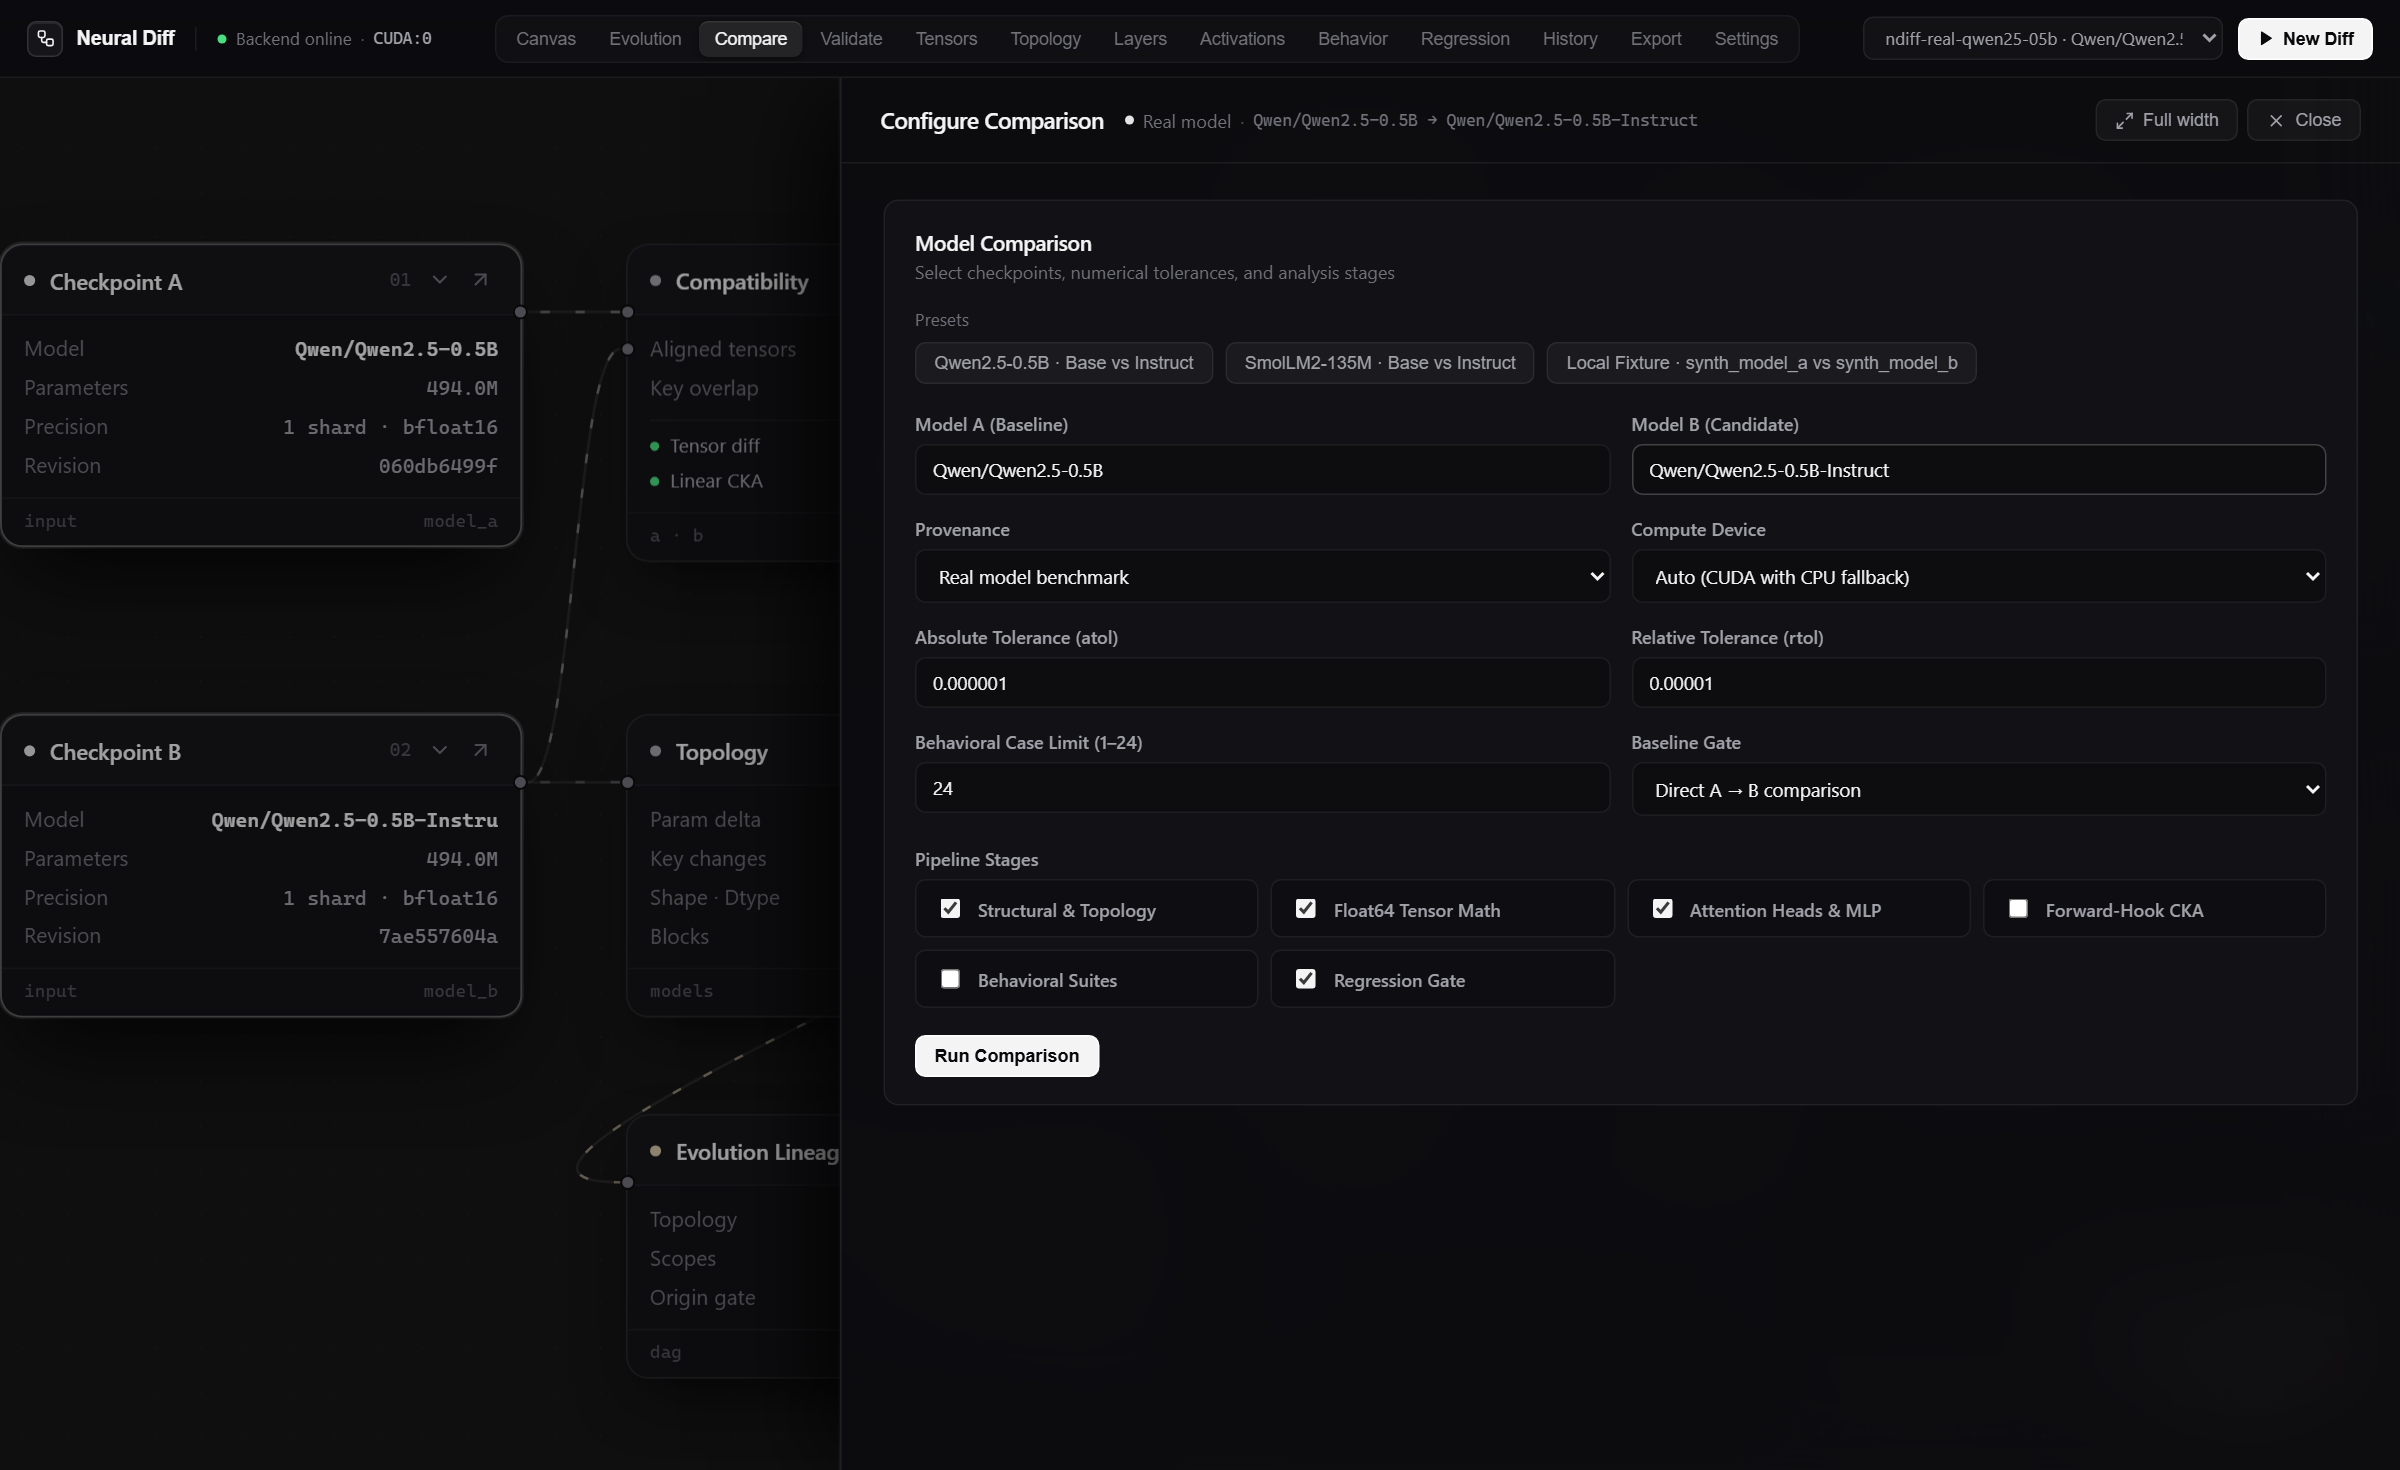 Neural Diff
Backend online · CUDA:0
Canvas Evolution Compare Validate Tensors Topology Layers Activations Behavior Regression History Export Settings
ndiff-real-qwen25-05b · Qwen/Qwen2.
New Diff
Configure Comparison
Real model · Qwen/Qwen2.5-0.5B → Qwen/Qwen2.5-0.5B-Instruct
Full width
Close
Checkpoint A 01
Model Qwen/Qwen2.5-0.5B
Parameters 494.0M
Precision 1 shard · bfloat16
Revision 060db6499f
input model_a
Compatibility
Aligned tensors
Key overlap
Tensor diff
Linear CKA
a · b
Checkpoint B 02
Model Qwen/Qwen2.5-0.5B-Instru
Parameters 494.0M
Precision 1 shard · bfloat16
Revision 7ae557604a
input model_b
Topology
Param delta
Key changes
Shape · Dtype
Blocks
models
Evolution Lineag
Topology
Scopes
Origin gate
dag
Model Comparison
Select checkpoints, numerical tolerances, and analysis stages
Presets
Qwen2.5-0.5B · Base vs Instruct
SmolLM2-135M · Base vs Instruct
Local Fixture · synth_model_a vs synth_model_b
Model A (Baseline)
Qwen/Qwen2.5-0.5B
Model B (Candidate)
Qwen/Qwen2.5-0.5B-Instruct
Provenance
Real model benchmark
Compute Device
Auto (CUDA with CPU fallback)
Absolute Tolerance (atol)
0.000001
Relative Tolerance (rtol)
0.00001
Behavioral Case Limit (1–24)
24
Baseline Gate
Direct A → B comparison
Pipeline Stages
Structural & Topology
Float64 Tensor Math
Attention Heads & MLP
Forward-Hook CKA
Behavioral Suites
Regression Gate
Run Comparison